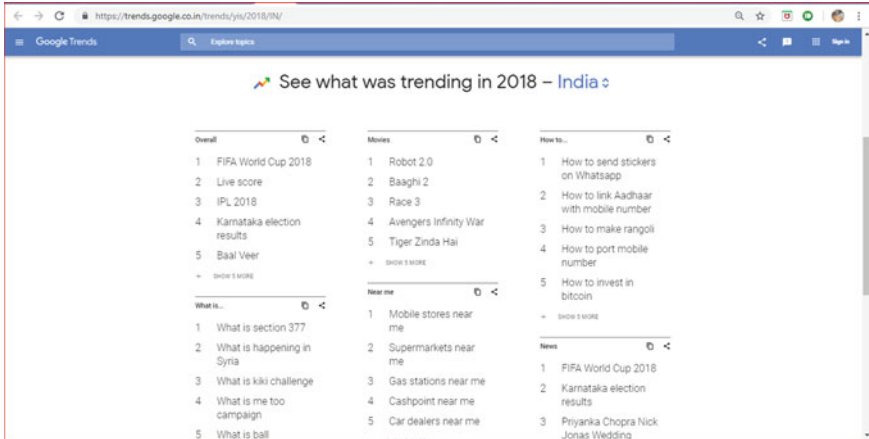 https://trends.google.co.in/trends/yis/2018/IN/
Google Trends
Explore topics
Sign in
See what was trending in 2018 – India
Overall
1 FIFA World Cup 2018
2 Live score
3 IPL 2018
4 Karnataka election
results
5 Baal Veer
+ SHOW 5 MORE
What is...
1 What is section 377
2 What is happening in
Syria
3 What is kiki challenge
4 What is me too
campaign
5 What is ball
Movies
1 Robot 2.0
2 Baaghi 2
3 Race 3
4 Avengers Infinity War
5 Tiger Zinda Hai
+ SHOW 5 MORE
Near me
1 Mobile stores near
me
2 Supermarkets near
me
3 Gas stations near me
4 Cashpoint near me
5 Car dealers near me
How to...
1 How to send stickers
on Whatsapp
2 How to link Aadhaar
with mobile number
3 How to make rangoli
4 How to port mobile
number
5 How to invest in
bitcoin
+ SHOW 5 MORE
News
1 FIFA World Cup 2018
2 Karnataka election
results
3 Priyanka Chopra Nick
Jonas Wedding